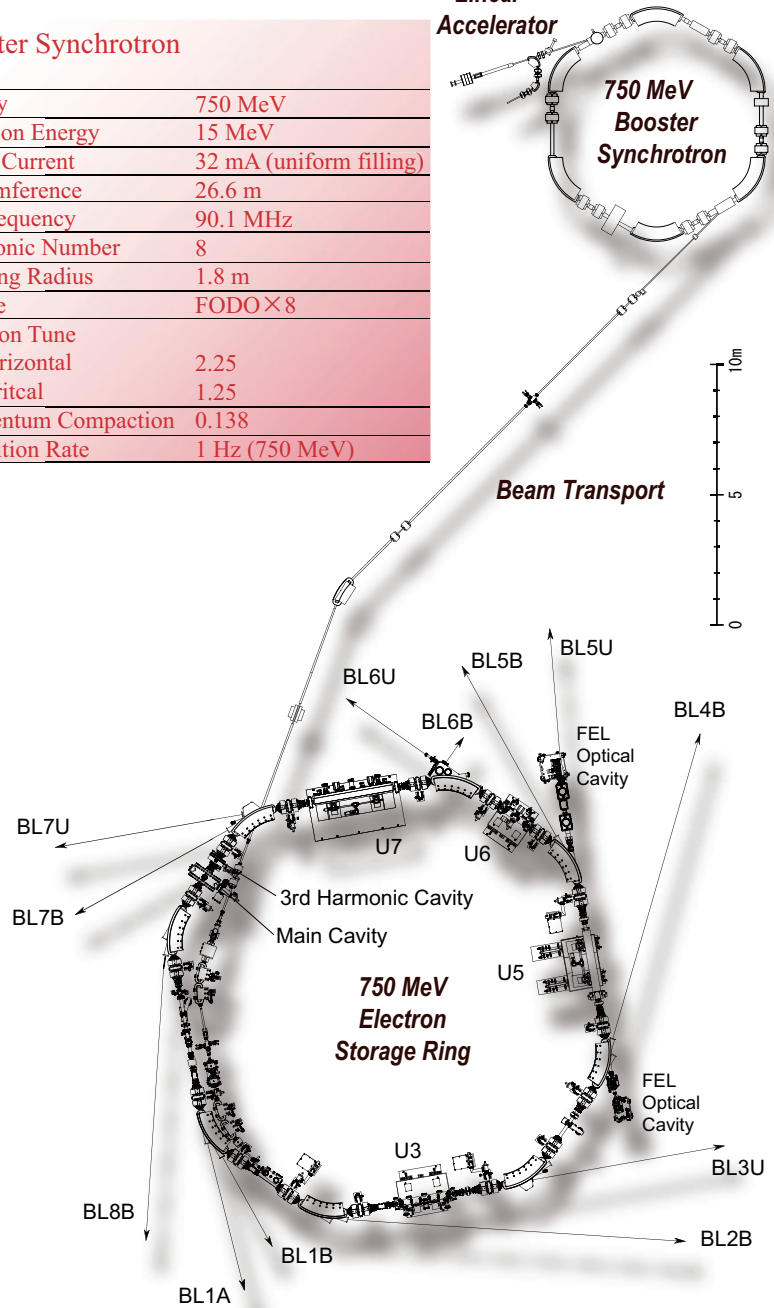 Linear
Accelerator
ter Synchrotron
y 750 MeV
on Energy 15 MeV
Current 32 mA (uniform filling)
mference 26.6 m
equency 90.1 MHz
onic Number 8
ng Radius 1.8 m
e FODO×8
on Tune
rizontal 2.25
ritcal 1.25
entum Compaction 0.138
ition Rate 1 Hz (750 MeV)
750 MeV
Booster
Synchrotron
10m
5
0
Beam Transport
BL6U
BL5B
BL5U
BL6B
BL4B
FEL
Optical
Cavity
BL7U
U7
U6
BL7B
3rd Harmonic Cavity
Main Cavity
U5
750 MeV
Electron
Storage Ring
FEL
Optical
Cavity
U3
BL3U
BL8B
BL1B
BL2B
BL1A